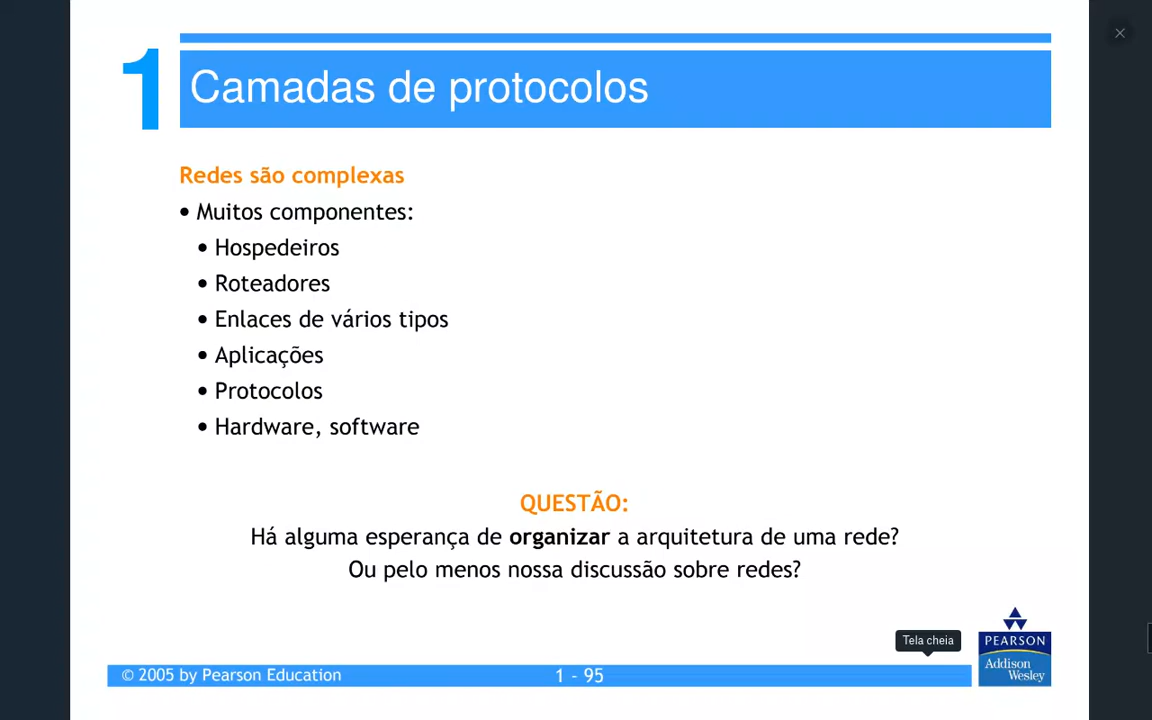 1
Camadas de protocolos
Redes são complexas
• Muitos componentes:
• Hospedeiros
• Roteadores
• Enlaces de vários tipos
• Aplicações
• Protocolos
• Hardware, software
QUESTÃO:
Há alguma esperança de organizar a arquitetura de uma rede?
Ou pelo menos nossa discussão sobre redes?
Tela cheia
PEARSON
Addison
Wesley
© 2005 by Pearson Education
1 - 95